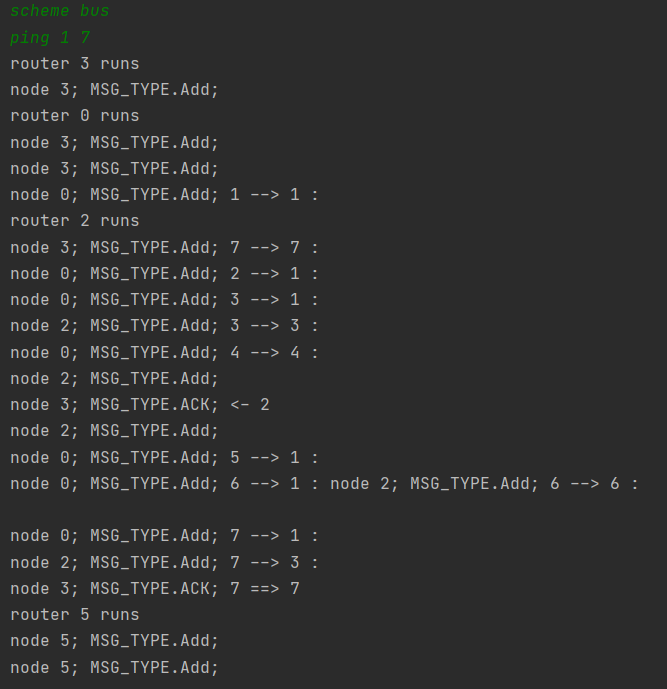 scheme bus
ping 1 7
router 3 runs
node 3; MSG_TYPE.Add;
router 0 runs
node 3; MSG_TYPE.Add;
node 3; MSG_TYPE.Add;
node 0; MSG_TYPE.Add; 1 --> 1 :
router 2 runs
node 3; MSG_TYPE.Add; 7 --> 7 :
node 0; MSG_TYPE.Add; 2 --> 1 :
node 0; MSG_TYPE.Add; 3 --> 1 :
node 2; MSG_TYPE.Add; 3 --> 3 :
node 0; MSG_TYPE.Add; 4 --> 4 :
node 2; MSG_TYPE.Add;
node 3; MSG_TYPE.ACK; <- 2
node 2; MSG_TYPE.Add;
node 0; MSG_TYPE.Add; 5 --> 1 :
node 0; MSG_TYPE.Add; 6 --> 1 : node 2; MSG_TYPE.Add; 6 --> 6 :
node 0; MSG_TYPE.Add; 7 --> 1 :
node 2; MSG_TYPE.Add; 7 --> 3 :
node 3; MSG_TYPE.ACK; 7 ==> 7
router 5 runs
node 5; MSG_TYPE.Add;
node 5; MSG_TYPE.Add;